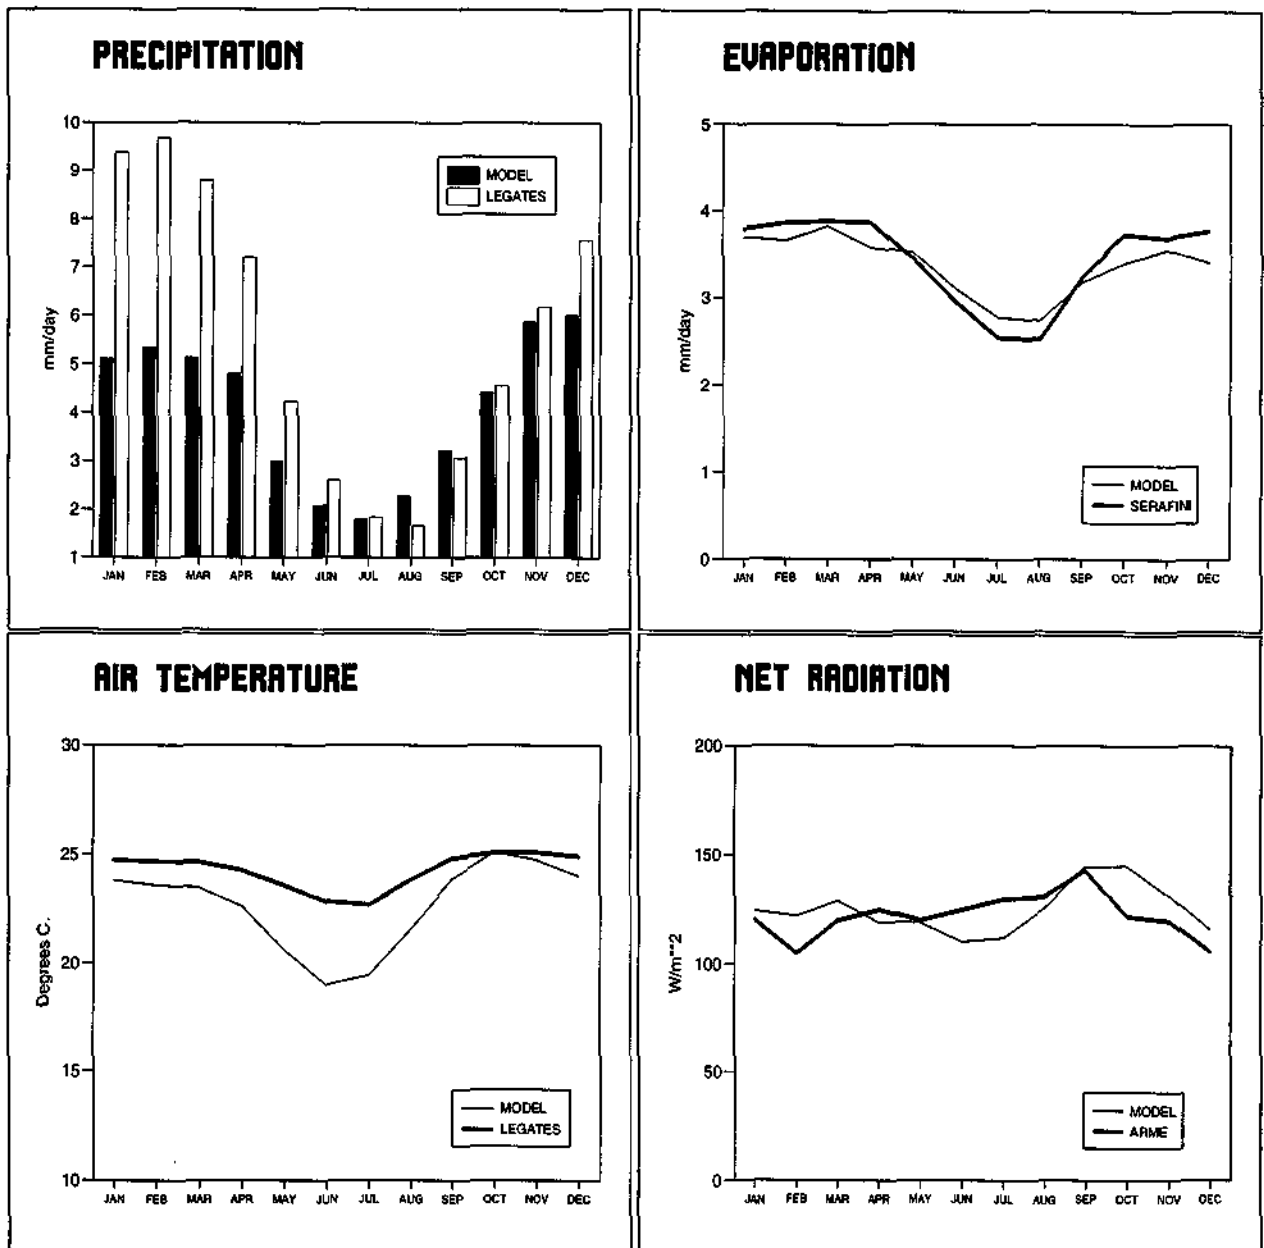 PRECIPITATION
10
9
8
7
6
5
4
3
2
1
mm/day
MODEL
LEGATES
JAN FEB MAR APR MAY JUN JUL AUG SEP OCT NOV DEC
EVAPORATION
5
4
3
2
1
0
mm/day
MODEL
SERAFINI
JAN FEB MAR APR MAY JUN JUL AUG SEP OCT NOV DEC
AIR TEMPERATURE
30
25
20
15
10
Degrees C.
MODEL
LEGATES
JAN FEB MAR APR MAY JUN JUL AUG SEP OCT NOV DEC
NET RADIATION
200
150
100
50
0
W/m**2
MODEL
ARME
JAN FEB MAR APR MAY JUN JUL AUG SEP OCT NOV DEC